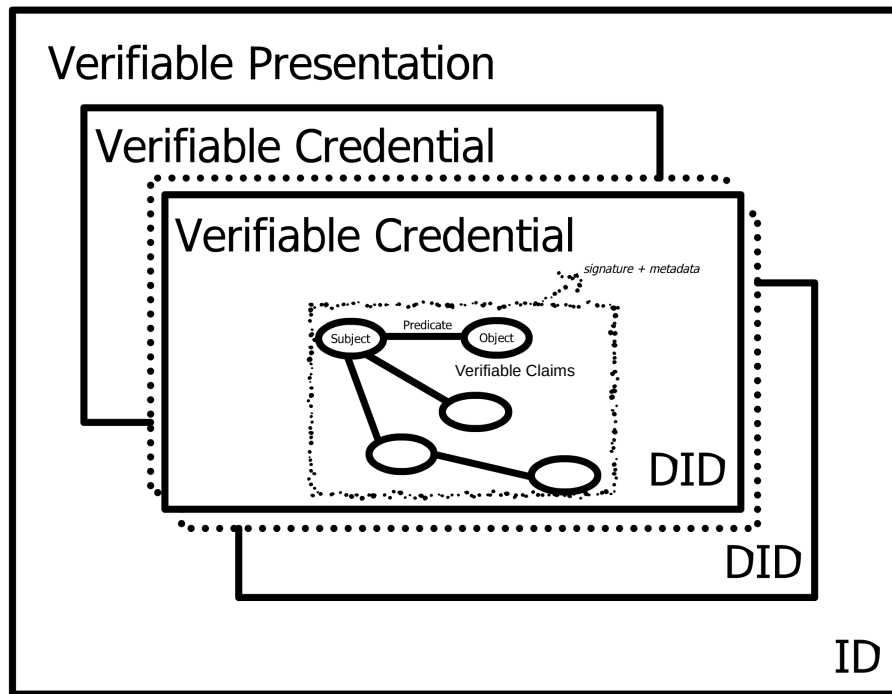 Verifiable Presentation
Verifiable Credential
Verifiable Credential
signature + metadata
Subject
Predicate
Object
Verifiable Claims
DID
DID
ID